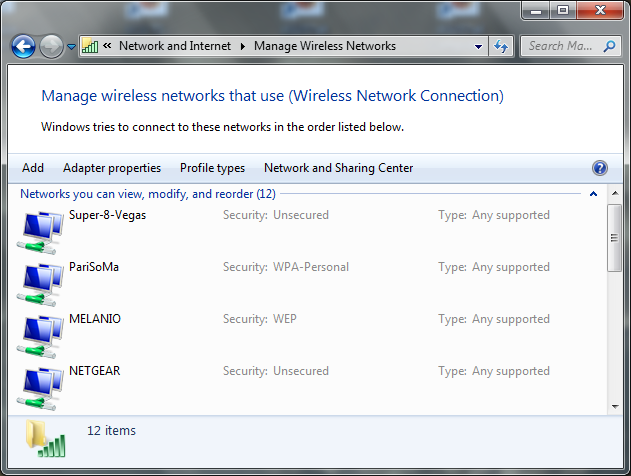 « Network and Internet Manage Wireless Networks Search Ma...
Manage wireless networks that use (Wireless Network Connection)
Windows tries to connect to these networks in the order listed below.
Add Adapter properties Profile types Network and Sharing Center ?
Networks you can view, modify, and reorder (12)
Super-8-Vegas Security: Unsecured Type: Any supported
PariSoMa Security: WPA-Personal Type: Any supported
MELANIO Security: WEP Type: Any supported
NETGEAR Security: Unsecured Type: Any supported
12 items